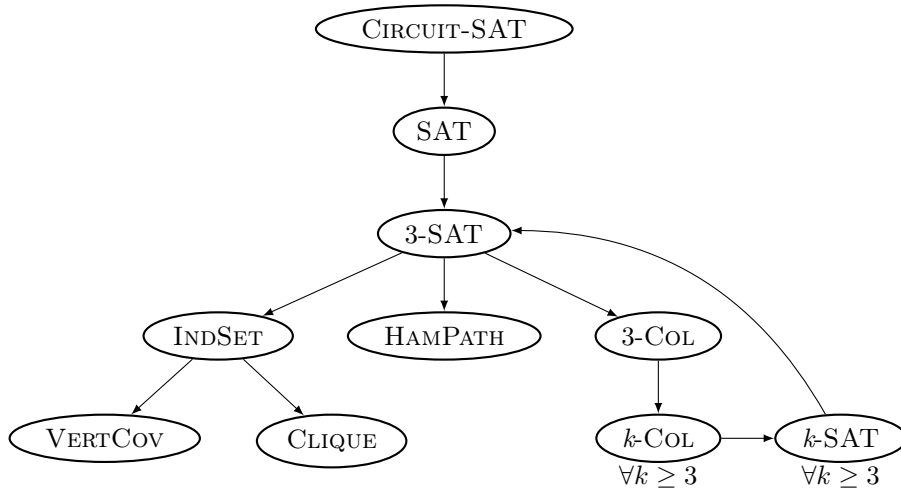 CIRCUIT-SAT
SAT
3-SAT
INDSET
HAMPATH
3-COL
VERTCOV
CLIQUE
k-COL
k-SAT
∀k ≥ 3
∀k ≥ 3